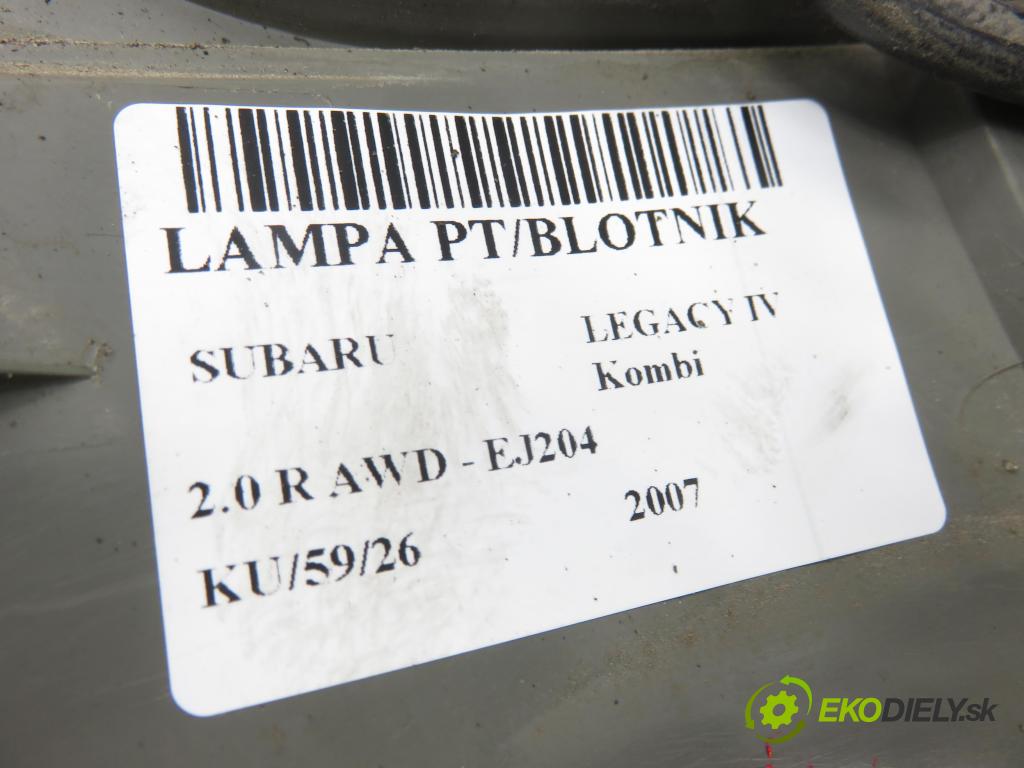 LAMPA PT/BLOTNIK
SUBARU
LEGACY IV
Kombi
2.0 R AWD - EJ204
2007
KU/59/26
EKODIELY.sk